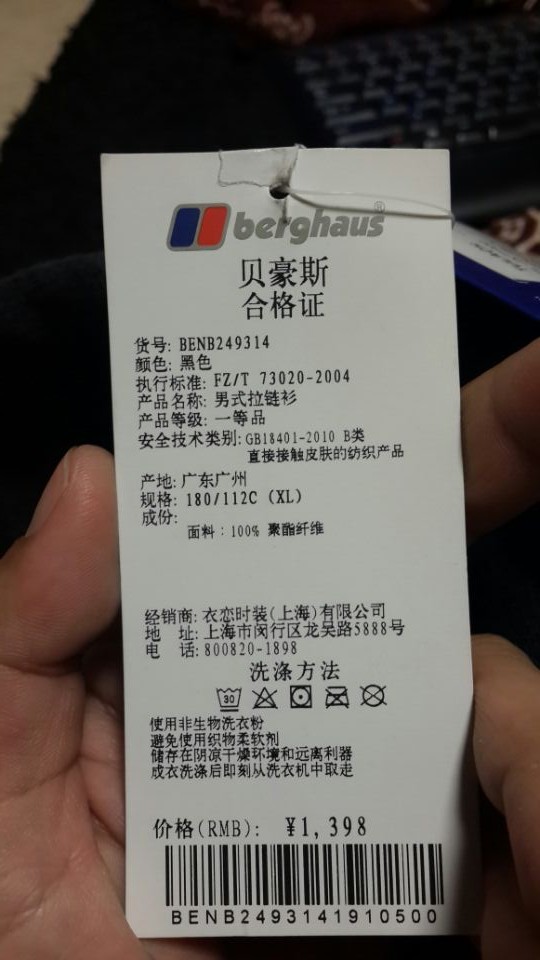 berghaus®
贝豪斯
合格证
货号: BENB249314
颜色: 黑色
执行标准: FZ/T 73020-2004
产品名称: 男式拉链衫
产品等级: 一等品
安全技术类别: GB18401-2010 B类
直接接触皮肤的纺织产品
产地: 广东广州
规格: 180/112C (XL)
成份:
面料: 100% 聚酯纤维
经销商: 衣恋时装(上海)有限公司
地 址: 上海市闵行区龙吴路5888号
电 话: 800820-1898
洗涤方法
30
使用非生物洗衣粉
避免使用织物柔软剂
储存在阴凉干燥环境和远离利器
成衣洗涤后即刻从洗衣机中取走
价格(RMB): ¥1,398
BENB2493141910500